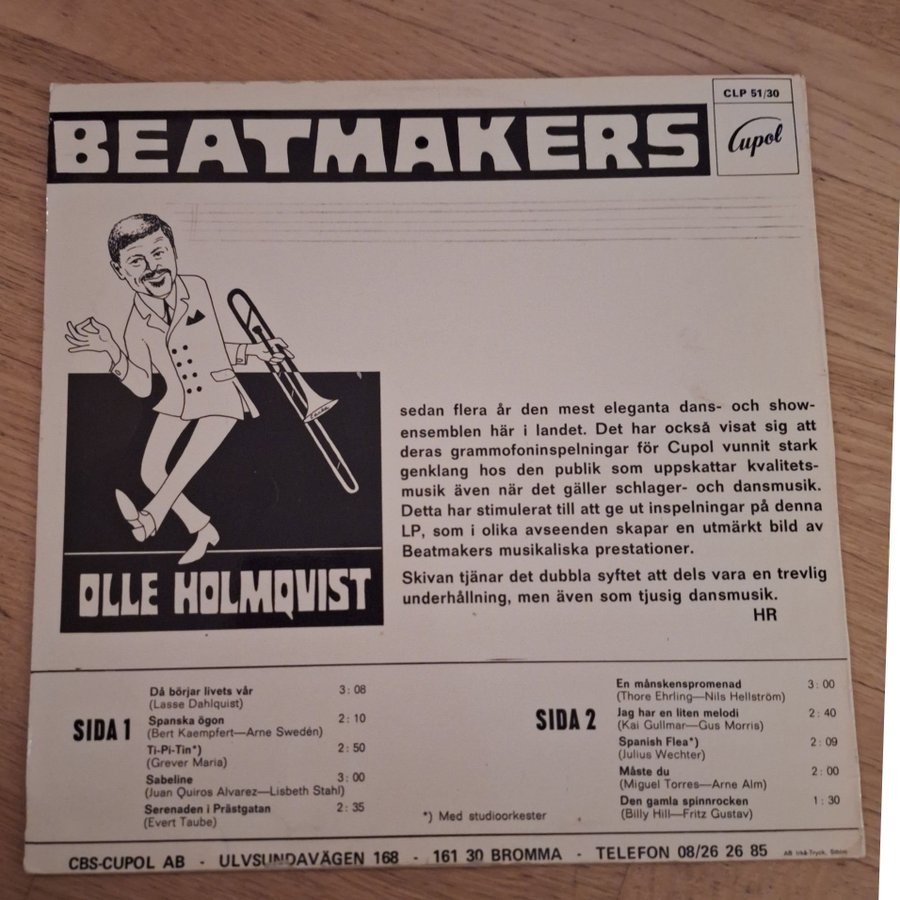 CLP 51/30
BEATMAKERS
Cupol
sedan flera år den mest eleganta dans- och show-
ensemblen här i landet. Det har också visat sig att
deras grammofoninspelningar för Cupol vunnit stark
genklang hos den publik som uppskattar kvalitets-
musik även när det gäller schlager- och dansmusik.
Detta har stimulerat till att ge ut inspelningar på denna
LP, som i olika avseenden skapar en utmärkt bild av
Beatmakers musikaliska prestationer.
Skivan tjänar det dubbla syftet att dels vara en trevlig
underhållning, men även som tjusig dansmusik.
HR
OLLE HOLMQVIST
SIDA 1
Då börjar livets vår 3:08
(Lasse Dahlquist)
Spanska ögon 2:10
(Bert Kaempfert—Arne Swedén)
Ti-Pi-Tin*) 2:50
(Grever Maria)
Sabeline 3:00
(Juan Quiros Alvarez—Lisbeth Stahl)
Serenaden i Prästgatan 2:35
(Evert Taube)
SIDA 2
En månskenspromenad 3:00
(Thore Ehrling—Nils Hellström)
Jag har en liten melodi 2:40
(Kai Gullmar—Gus Morris)
Spanish Flea*) 2:09
(Julius Wechter)
Måste du 2:00
(Miguel Torres—Arne Alm)
Den gamla spinnrocken 1:30
(Billy Hill—Fritz Gustav)
*) Med studioorkester
CBS-CUPOL AB - ULVSUNDAVÄGEN 168 - 161 30 BROMMA - TELEFON 08/26 26 85